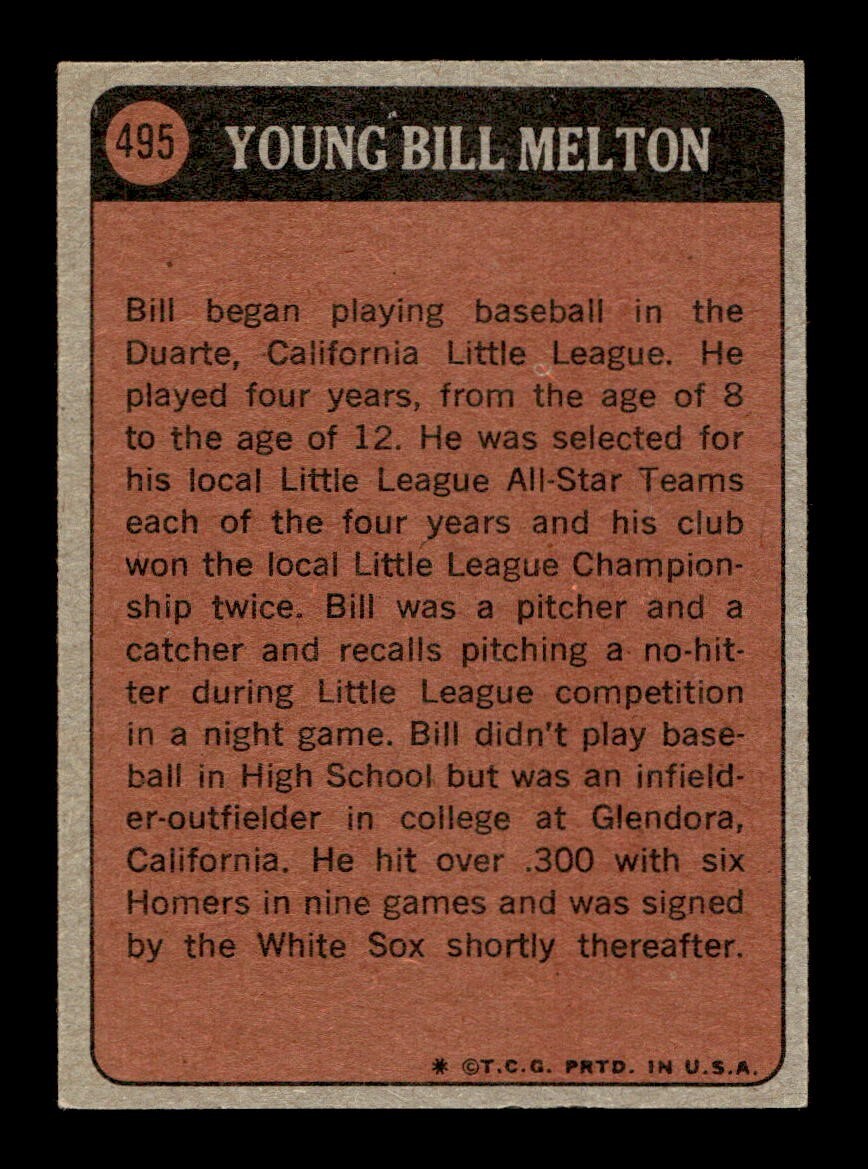 495 YOUNG BILL MELTON
Bill began playing baseball in the
Duarte, California Little League. He
played four years, from the age of 8
to the age of 12. He was selected for
his local Little League All-Star Teams
each of the four years and his club
won the local Little League Champion-
ship twice. Bill was a pitcher and a
catcher and recalls pitching a no-hit-
ter during Little League competition
in a night game. Bill didn't play base-
ball in High School but was an infield-
er-outfielder in college at Glendora,
California. He hit over .300 with six
Homers in nine games and was signed
by the White Sox shortly thereafter.
* ©T.C.G. PRTD. IN U.S.A.